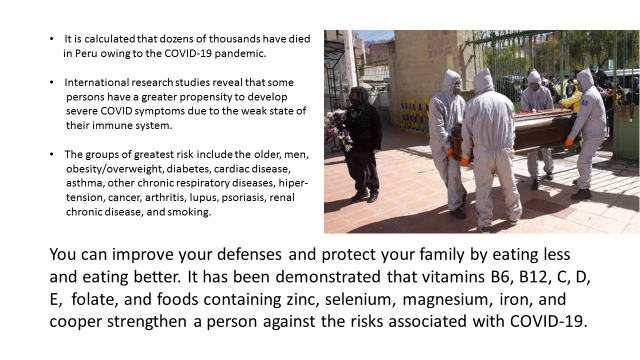 • It is calculated that dozens of thousands have died
in Peru owing to the COVID-19 pandemic.
• International research studies reveal that some
persons have a greater propensity to develop
severe COVID symptoms due to the weak state of
their immune system.
• The groups of greatest risk include the older, men,
obesity/overweight, diabetes, cardiac disease,
asthma, other chronic respiratory diseases, hiper-
tension, cancer, arthritis, lupus, psoriasis, renal
chronic disease, and smoking.
You can improve your defenses and protect your family by eating less
and eating better. It has been demonstrated that vitamins B6, B12, C, D,
E, folate, and foods containing zinc, selenium, magnesium, iron, and
cooper strengthen a person against the risks associated with COVID-19.